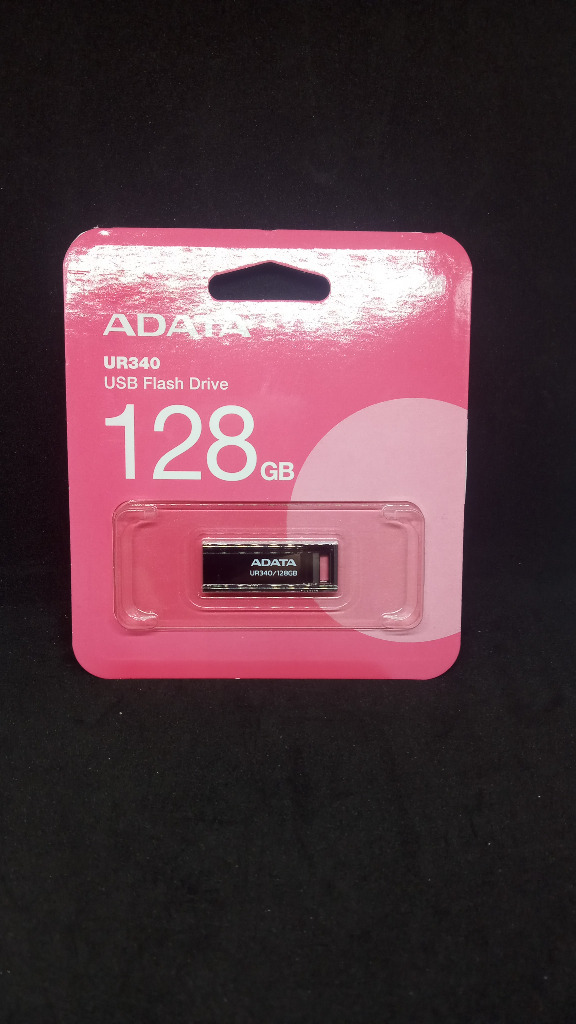 ADATA
UR340
USB Flash Drive
128GB
ADATA
UR340/128GB